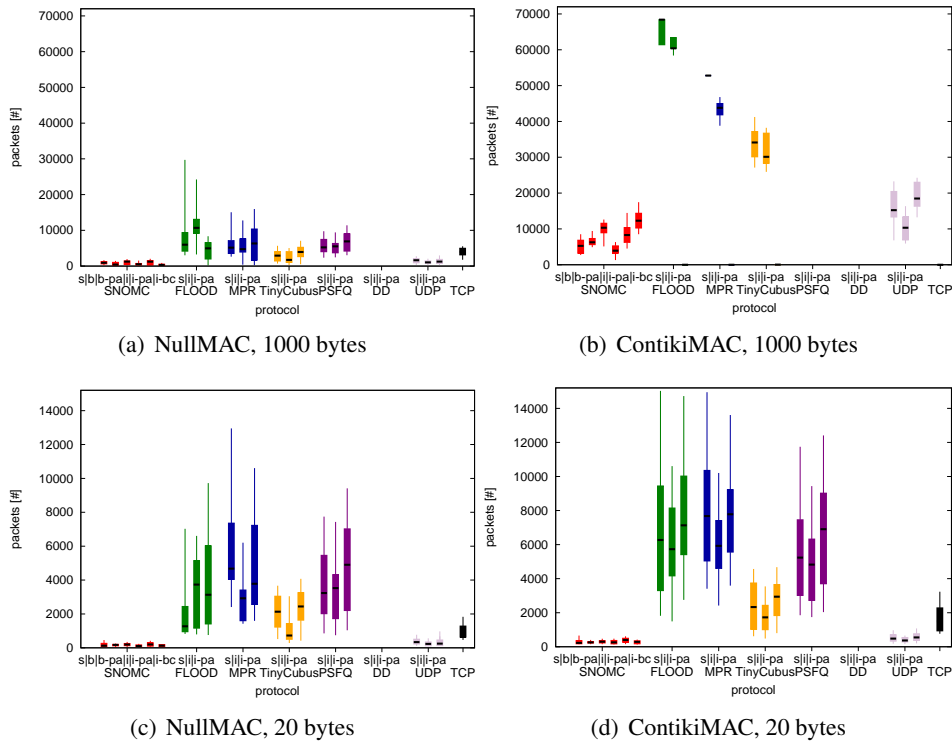 70000
60000
50000
40000
30000
20000
10000
0
packets [#]
s|b|b-pa|i|i-pa|i-bc s|i|i-pa s|i|i-pa s|i|i-pa s|i|i-pa s|i|i-pa s|i|i-pa
SNOMC FLOOD MPR TinyCubus PSFQ DD UDP TCP
protocol
(a) NullMAC, 1000 bytes
70000
60000
50000
40000
30000
20000
10000
0
packets [#]
s|b|b-pa|i|i-pa|i-bc s|i|i-pa s|i|i-pa s|i|i-pa s|i|i-pa s|i|i-pa s|i|i-pa
SNOMC FLOOD MPR TinyCubus PSFQ DD UDP TCP
protocol
(b) ContikiMAC, 1000 bytes
14000
12000
10000
8000
6000
4000
2000
0
packets [#]
s|b|b-pa|i|i-pa|i-bc s|i|i-pa s|i|i-pa s|i|i-pa s|i|i-pa s|i|i-pa s|i|i-pa
SNOMC FLOOD MPR TinyCubus PSFQ DD UDP TCP
protocol
(c) NullMAC, 20 bytes
14000
12000
10000
8000
6000
4000
2000
0
packets [#]
s|b|b-pa|i|i-pa|i-bc s|i|i-pa s|i|i-pa s|i|i-pa s|i|i-pa s|i|i-pa s|i|i-pa
SNOMC FLOOD MPR TinyCubus PSFQ DD UDP TCP
protocol
(d) ContikiMAC, 20 bytes